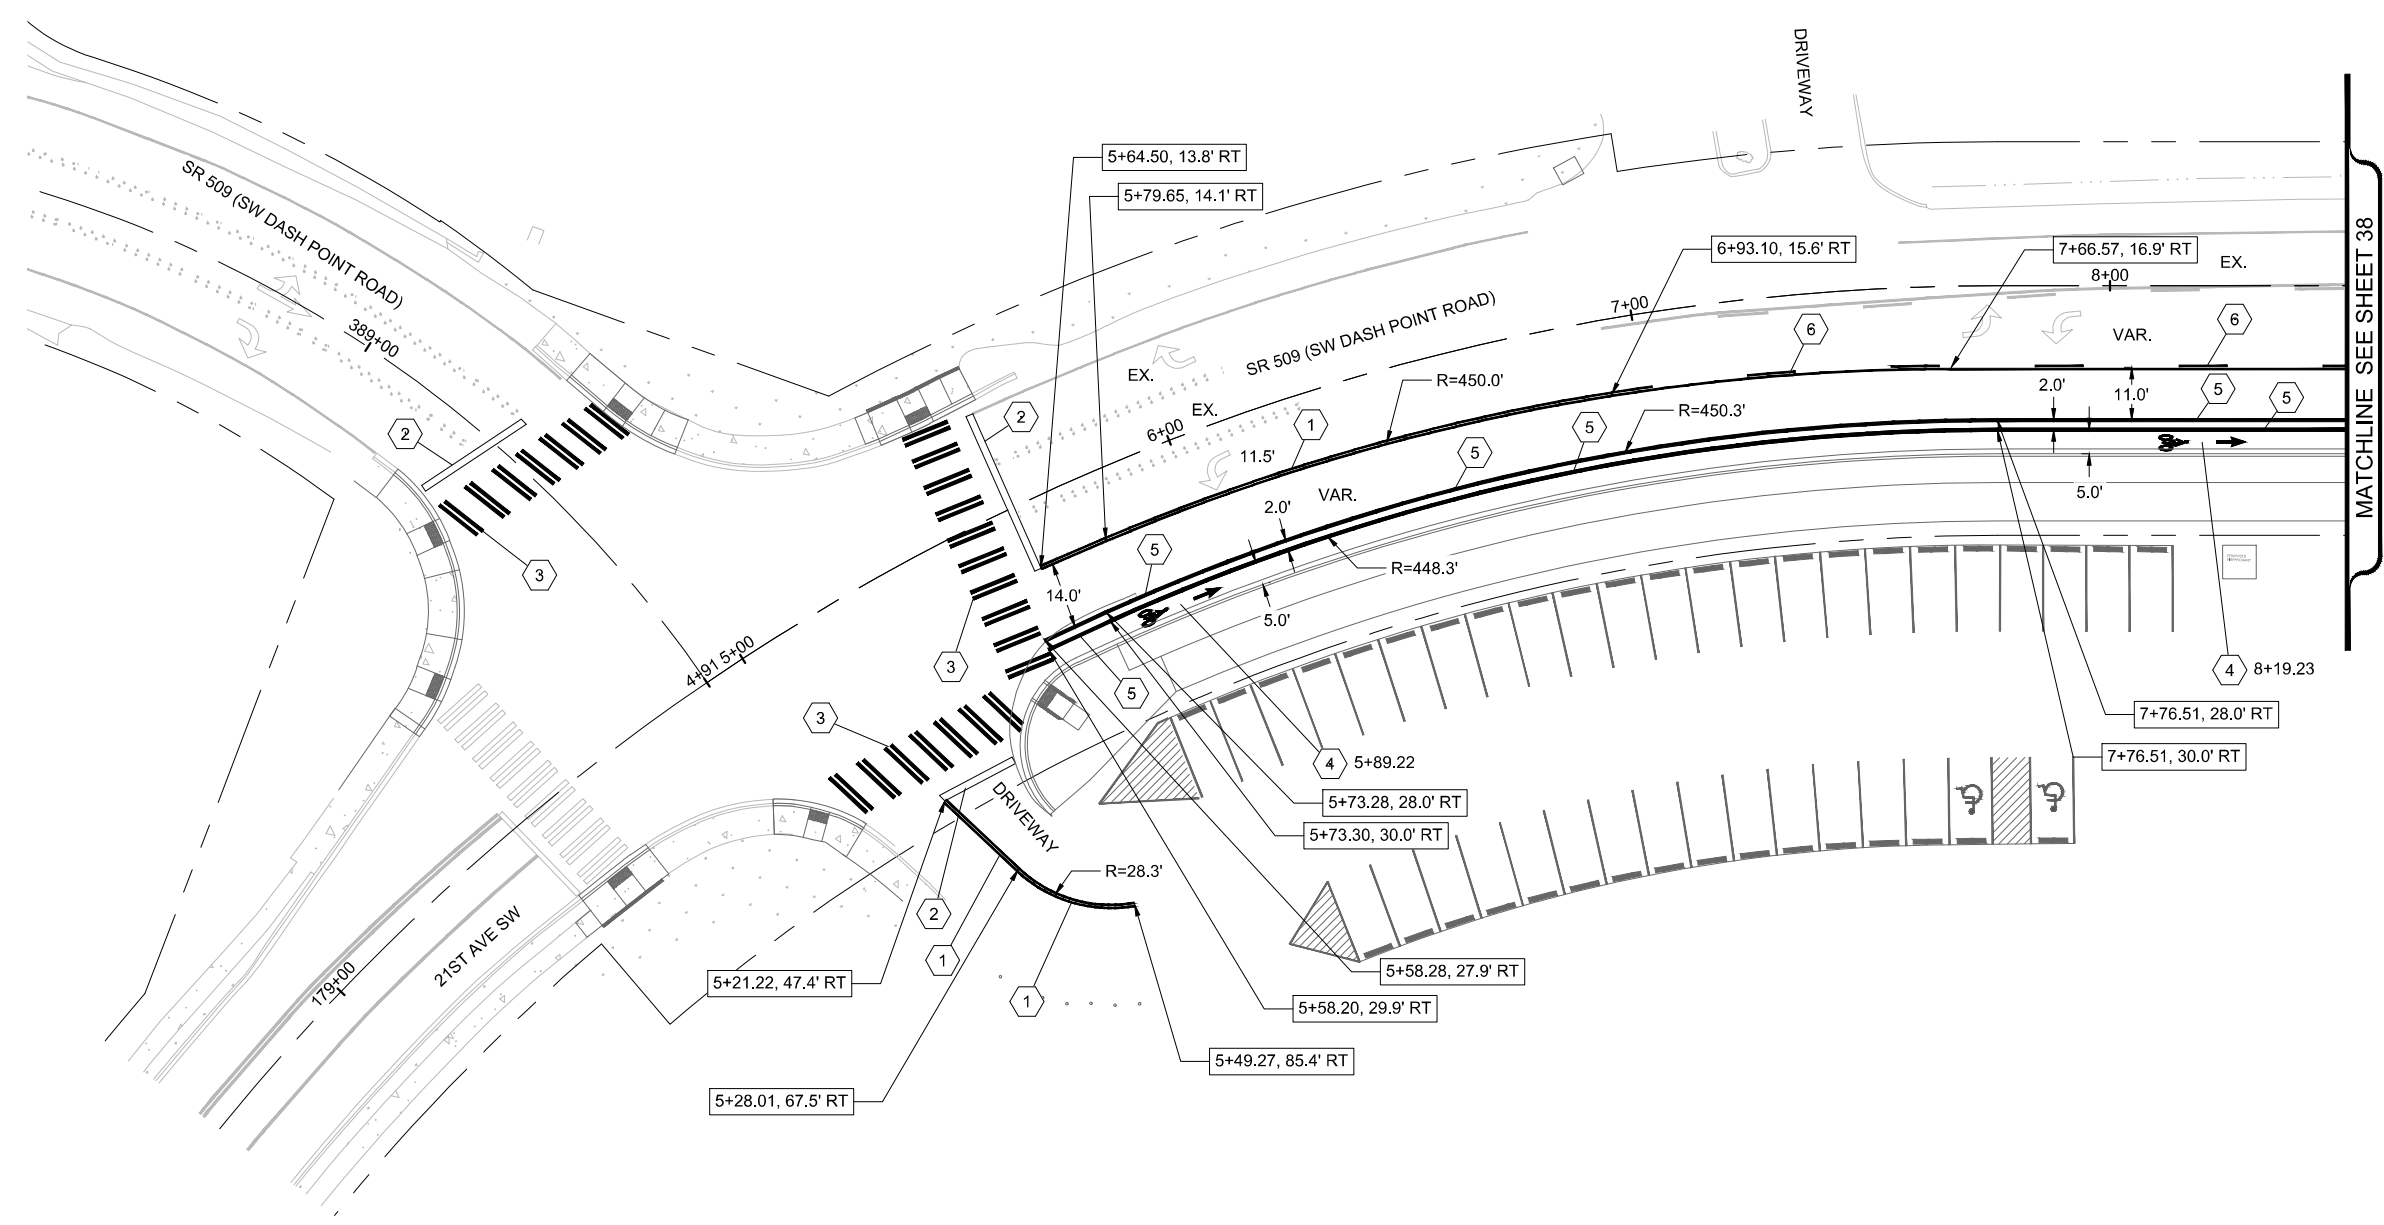 DRIVEWAY
5+64.50, 13.8' RT
5+79.65, 14.1' RT
SR 509 (SW DASH POINT ROAD)
389+00
6+93.10, 15.6' RT
7+66.57, 16.9' RT
8+00
EX.
7+00
SR 509 (SW DASH POINT ROAD)
6
6
VAR.
MATCHLINE SEE SHEET 38
EX.
R=450.0'
EX.
2.0'
11.0'
5
5
2
2
6+00
1
R=450.3'
5
11.5'
5
VAR.
5.0'
2.0'
5
3
R=448.3'
14.0'
5.0'
4+91
5+00
3
5
4
8+19.23
3
7+76.51, 28.0' RT
7+76.51, 30.0' RT
4
5+89.22
5+73.28, 28.0' RT
5+73.30, 30.0' RT
DRIVEWAY
R=28.3'
2
21ST AVE SW
1
5+58.28, 27.9' RT
5+21.22, 47.4' RT
179+00
1
5+58.20, 29.9' RT
5+49.27, 85.4' RT
5+28.01, 67.5' RT